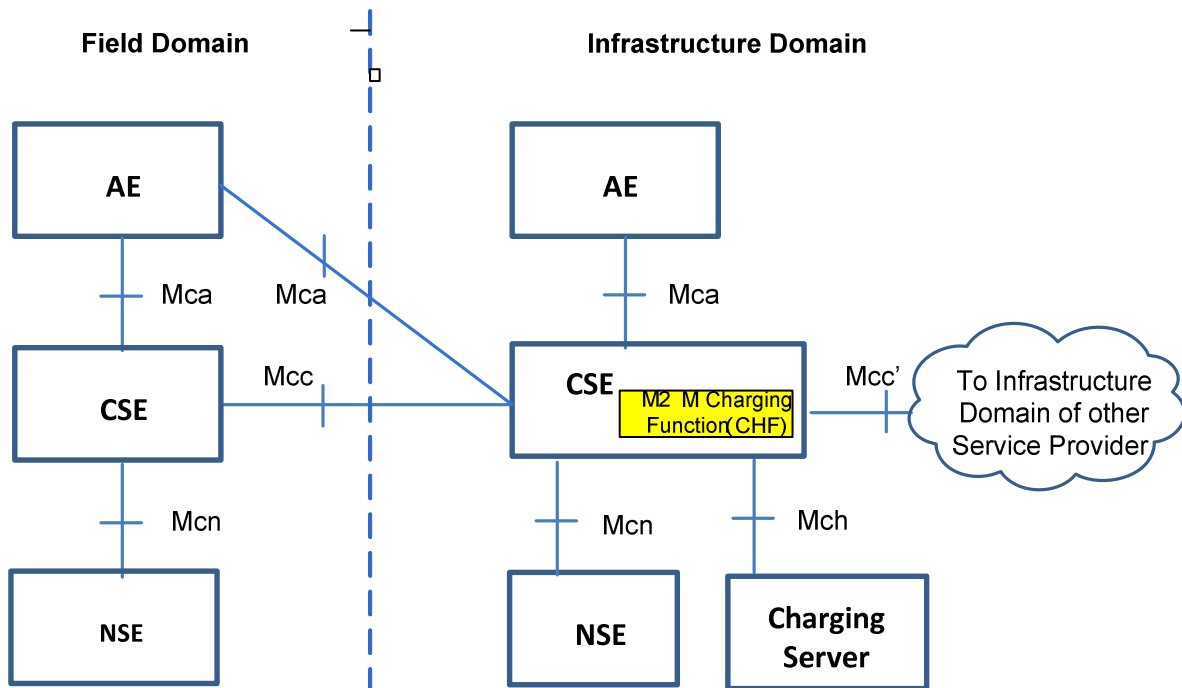 Field Domain
Infrastructure Domain
AE
AE
Mca
Mca
Mca
CSE
Mcc
CSE
M2 M Charging
Function(CHF)
Mcc’
To Infrastructure
Domain of other
Service Provider
Mcn
Mcn
Mch
NSE
NSE
Charging
Server